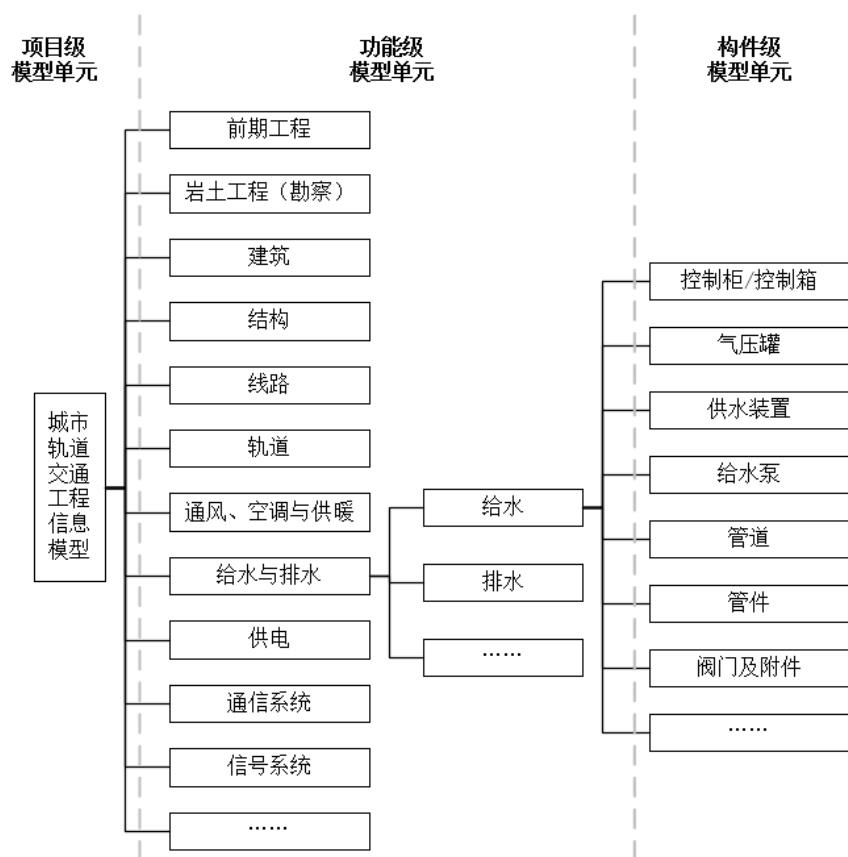 项目级
模型单元
功能级
模型单元
构件级
模型单元
城市
轨道
交通
工程
信息
模型
前期工程
岩土工程（勘察）
建筑
结构
线路
轨道
通风、空调与供暖
给水与排水
供电
通信系统
信号系统
……
给水
排水
……
控制柜/控制箱
气压罐
供水装置
给水泵
管道
管件
阀门及附件
……